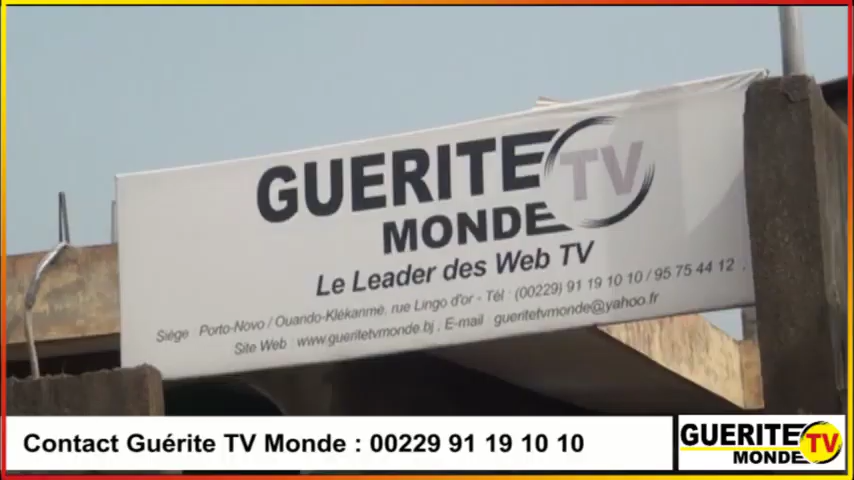 GUERITE TV
MONDE
Le Leader des Web TV
Siège Porto-Novo / Ouando-Klékanmè, rue Lingo d'or - Tél : (00229) 91 19 10 10 / 95 75 44 12 .
Site Web : www.gueritetvmonde.bj , E-mail gueritetvmonde@yahoo.fr
Contact Guérite TV Monde : 00229 91 19 10 10
GUERITE TV
MONDE